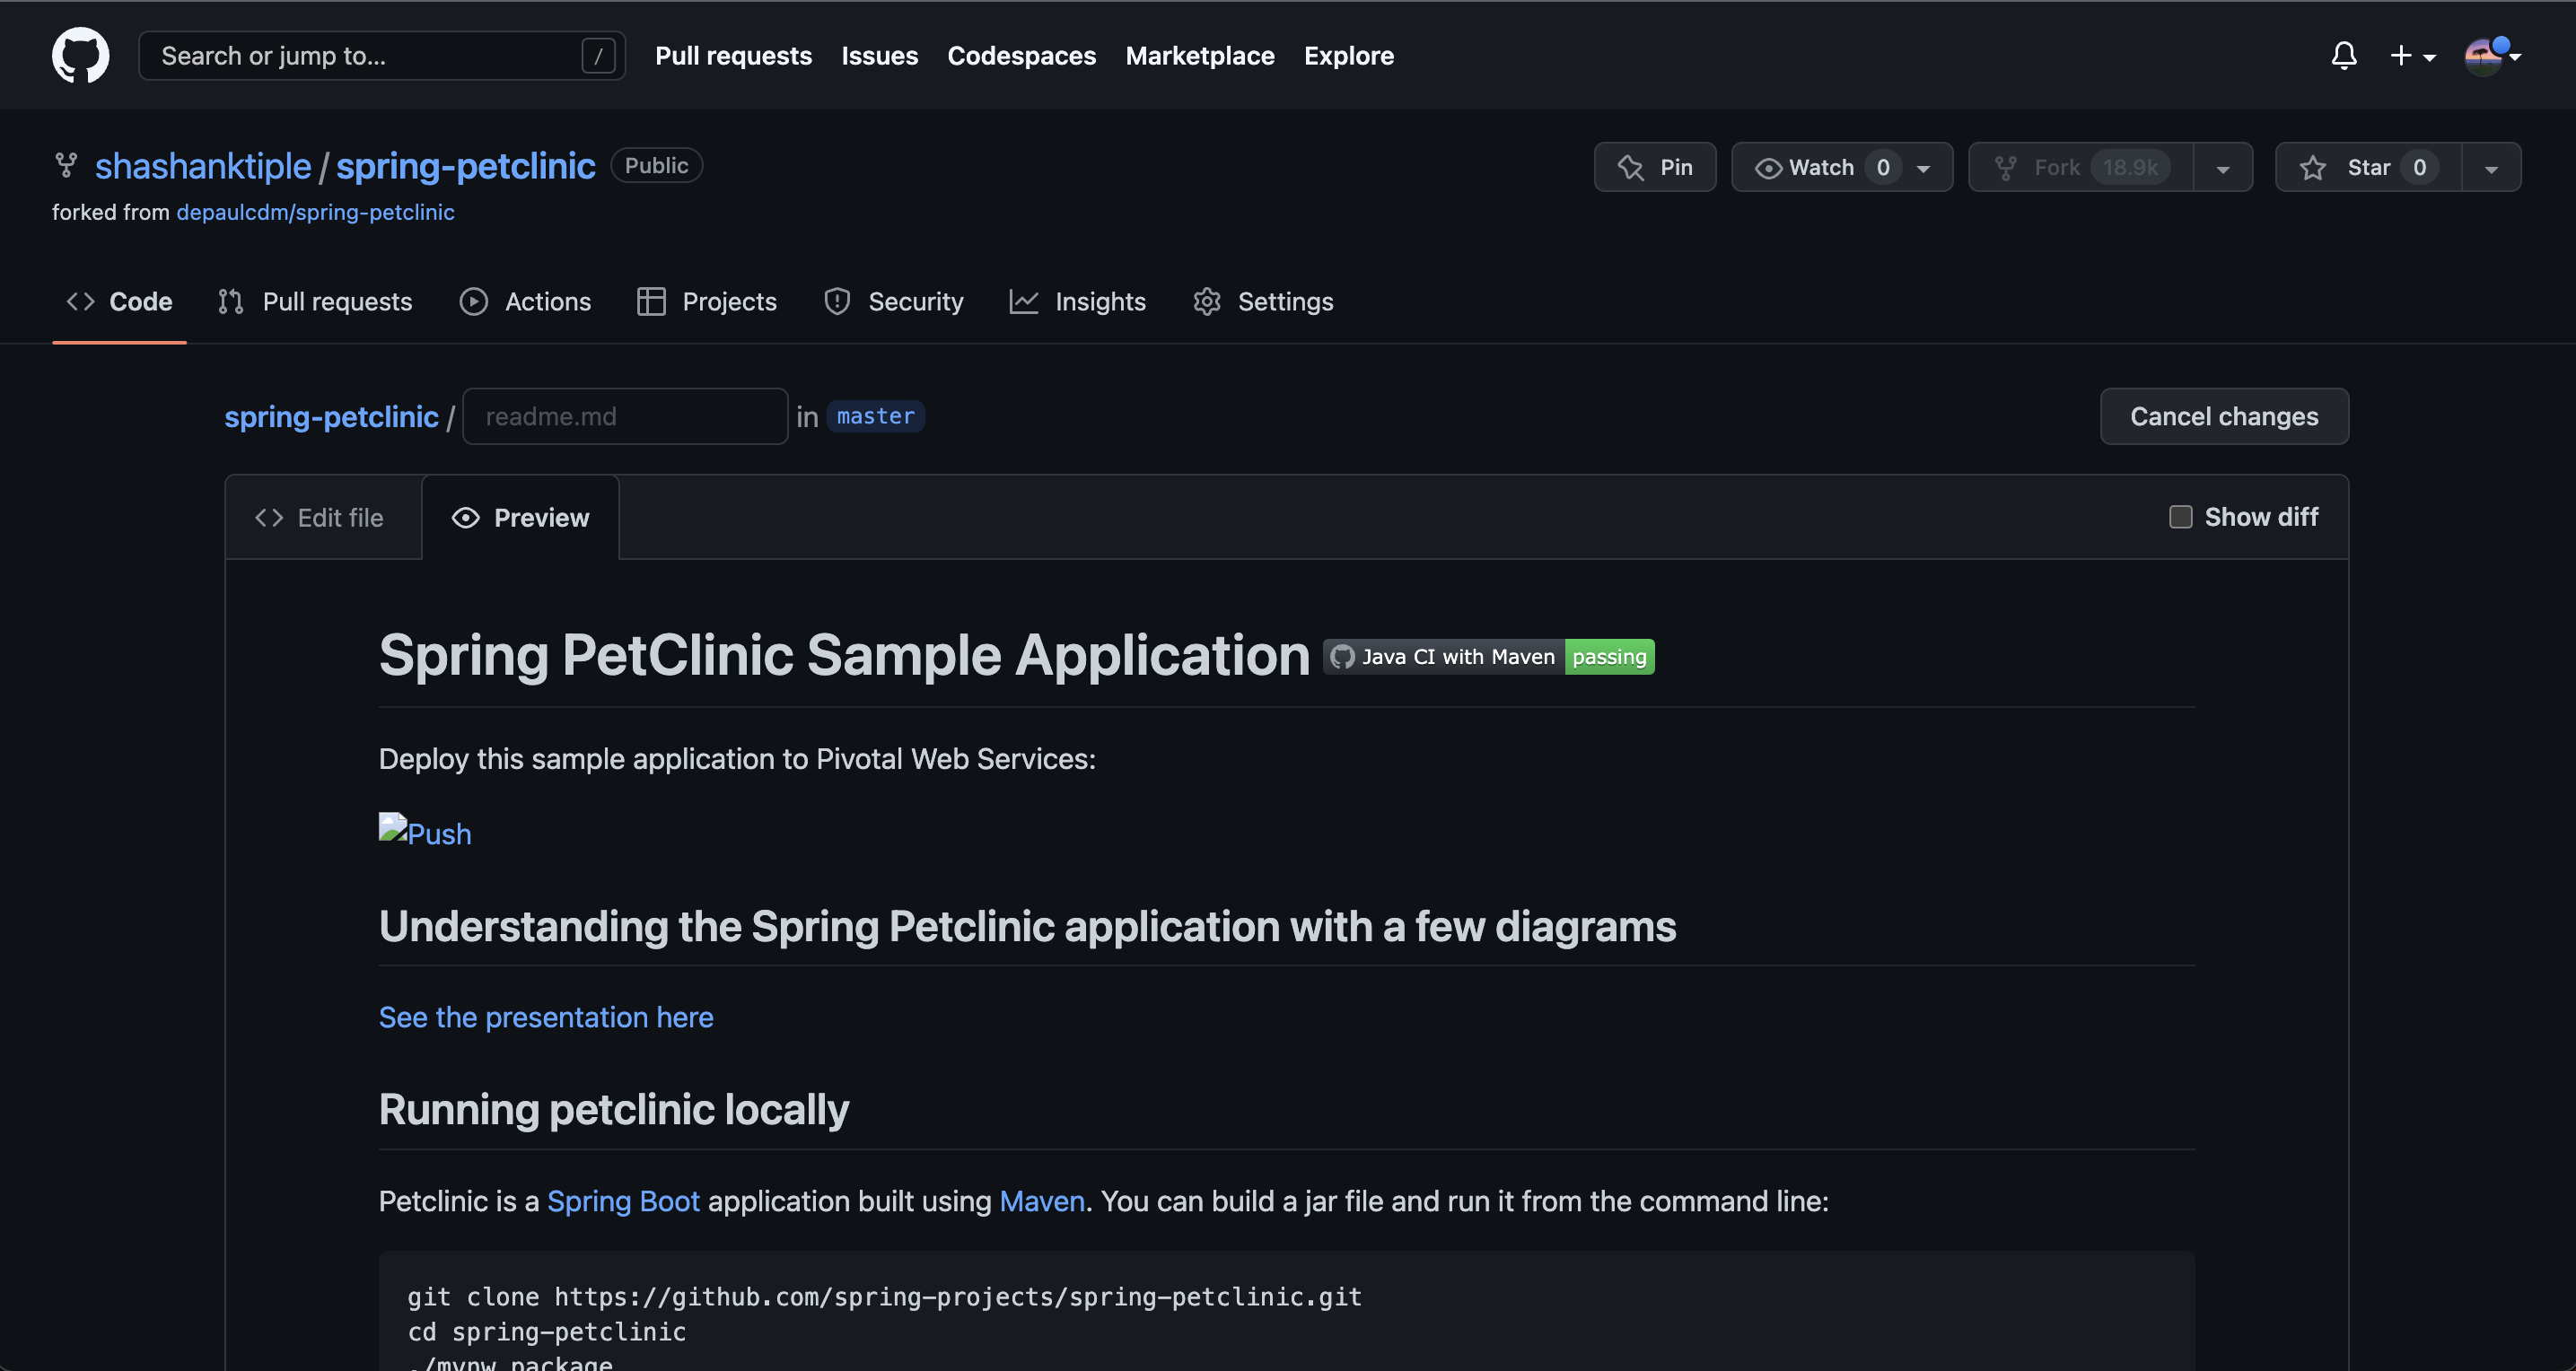 Search or jump to... / Pull requests Issues Codespaces Marketplace Explore
shashanktiple / spring-petclinic Public Pin Watch 0 Fork 18.9k Star 0
forked from depaulcdm/spring-petclinic
Code Pull requests Actions Projects Security Insights Settings
spring-petclinic / readme.md in master Cancel changes
Edit file Preview Show diff
Spring PetClinic Sample Application Java CI with Maven passing
Deploy this sample application to Pivotal Web Services:
Push
Understanding the Spring Petclinic application with a few diagrams
See the presentation here
Running petclinic locally
Petclinic is a Spring Boot application built using Maven. You can build a jar file and run it from the command line:
git clone https://github.com/spring-projects/spring-petclinic.git
cd spring-petclinic
./mvnw package